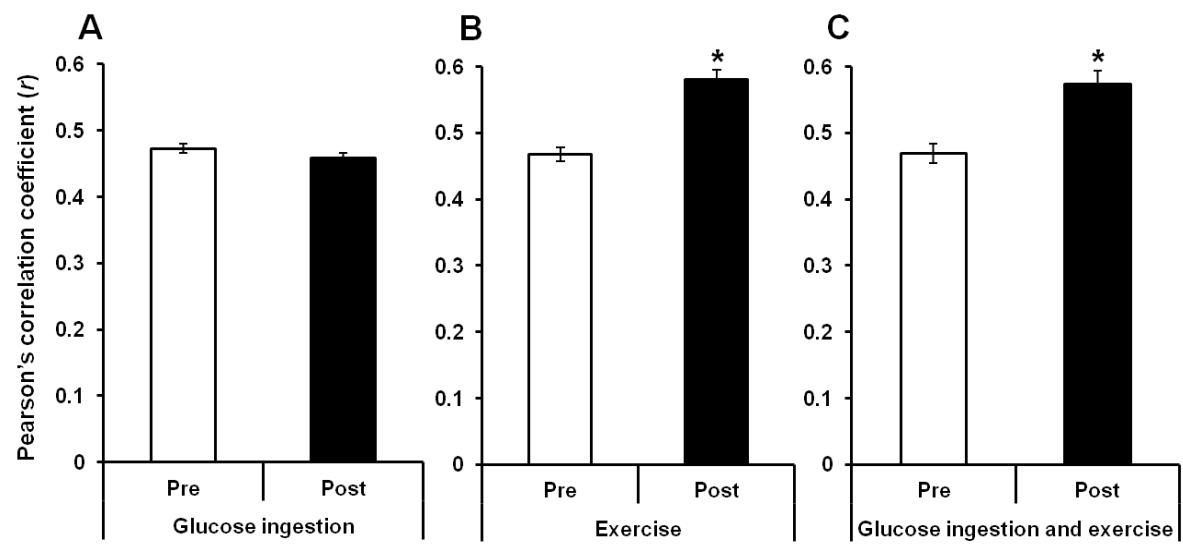 A
B
C
Pearson's correlation coefficient (r)
0.6
0.5
0.4
0.3
0.2
0.1
0
Pre
Post
Glucose ingestion
0.6
0.5
0.4
0.3
0.2
0.1
0
*
Pre
Post
Exercise
0.6
0.5
0.4
0.3
0.2
0.1
0
*
Pre
Post
Glucose ingestion and exercise